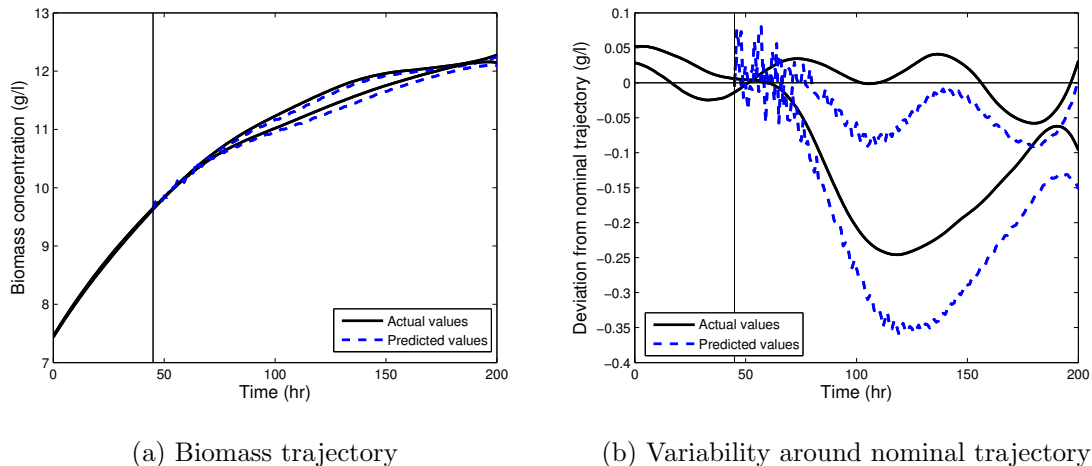 13
12
11
10
9
8
7
Biomass concentration (g/l)
0
50
100
150
200
Time (hr)
Actual values
Predicted values
(a) Biomass trajectory
0.1
0.05
0
−0.05
−0.1
−0.15
−0.2
−0.25
−0.3
−0.35
−0.4
Deviation from nominal trajectory (g/l)
0
50
100
150
200
Time (hr)
Actual values
Predicted values
(b) Variability around nominal trajectory